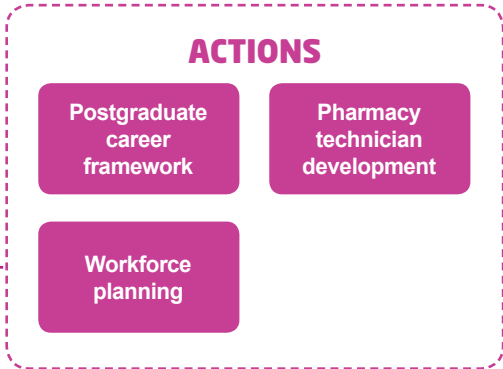 ACTIONS
Postgraduate
career
framework
Pharmacy
technician
development
Workforce
planning